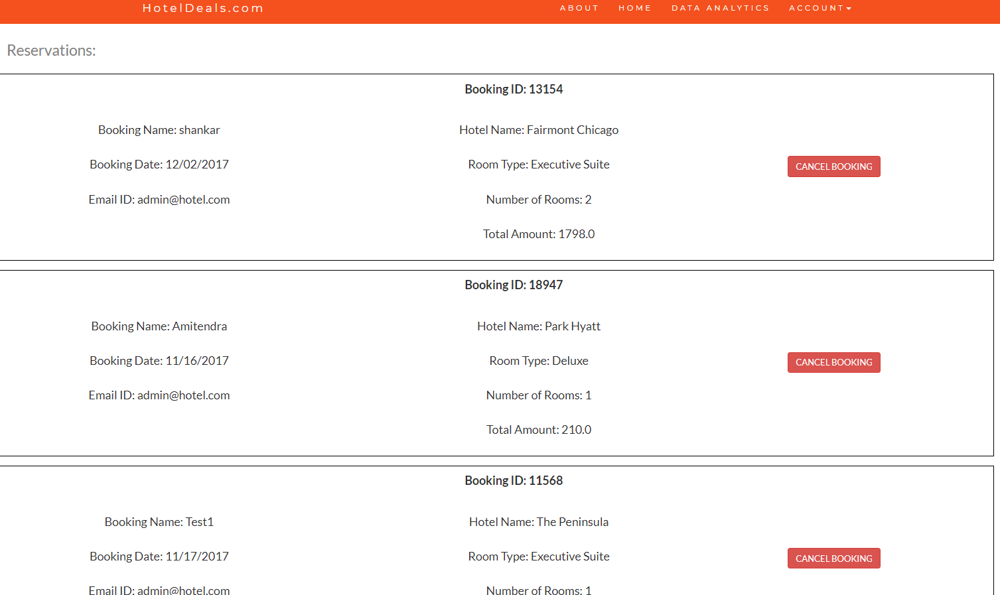 HotelDeals.com ABOUT HOME DATA ANALYTICS ACCOUNT
Reservations:
Booking ID: 13154
Booking Name: shankar Hotel Name: Fairmont Chicago
Booking Date: 12/02/2017 Room Type: Executive Suite CANCEL BOOKING
Email ID: admin@hotel.com Number of Rooms: 2
Total Amount: 1798.0
Booking ID: 18947
Booking Name: Amitendra Hotel Name: Park Hyatt
Booking Date: 11/16/2017 Room Type: Deluxe CANCEL BOOKING
Email ID: admin@hotel.com Number of Rooms: 1
Total Amount: 210.0
Booking ID: 11568
Booking Name: Test1 Hotel Name: The Peninsula
Booking Date: 11/17/2017 Room Type: Executive Suite CANCEL BOOKING
Email ID: admin@hotel.com Number of Rooms: 1